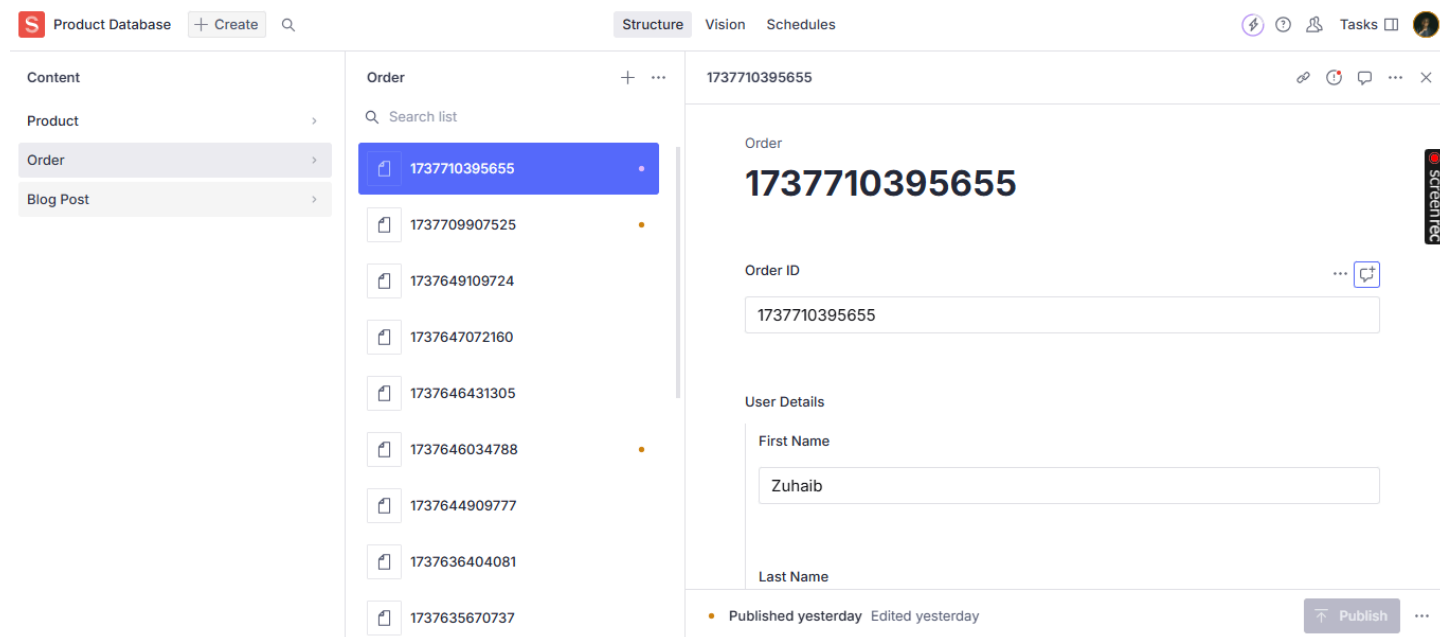 S Product Database + Create Structure Vision Schedules Tasks
Content
Product
Order
Blog Post
Order
Search list
1737710395655
1737709907525
1737649109724
1737647072160
1737646431305
1737646034788
1737644909777
1737636404081
1737635670737
1737710395655
Order
1737710395655
Order ID
1737710395655
User Details
First Name
Zuhaib
Last Name
Published yesterday Edited yesterday
Publish
screenrec